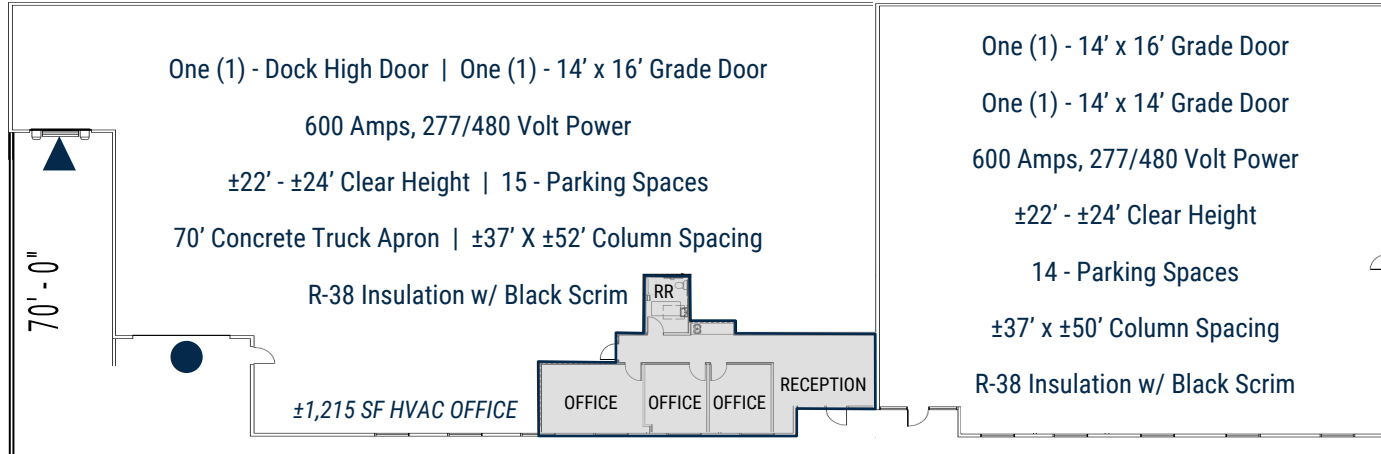 One (1) - Dock High Door | One (1) - 14’ x 16’ Grade Door
600 Amps, 277/480 Volt Power
±22’ - ±24’ Clear Height | 15 - Parking Spaces
70’ Concrete Truck Apron | ±37’ X ±52’ Column Spacing
R-38 Insulation w/ Black Scrim
70' - 0"
RR
OFFICE
OFFICE
OFFICE
RECEPTION
±1,215 SF HVAC OFFICE
One (1) - 14’ x 16’ Grade Door
One (1) - 14’ x 14’ Grade Door
600 Amps, 277/480 Volt Power
±22’ - ±24’ Clear Height
14 - Parking Spaces
±37’ x ±50’ Column Spacing
R-38 Insulation w/ Black Scrim